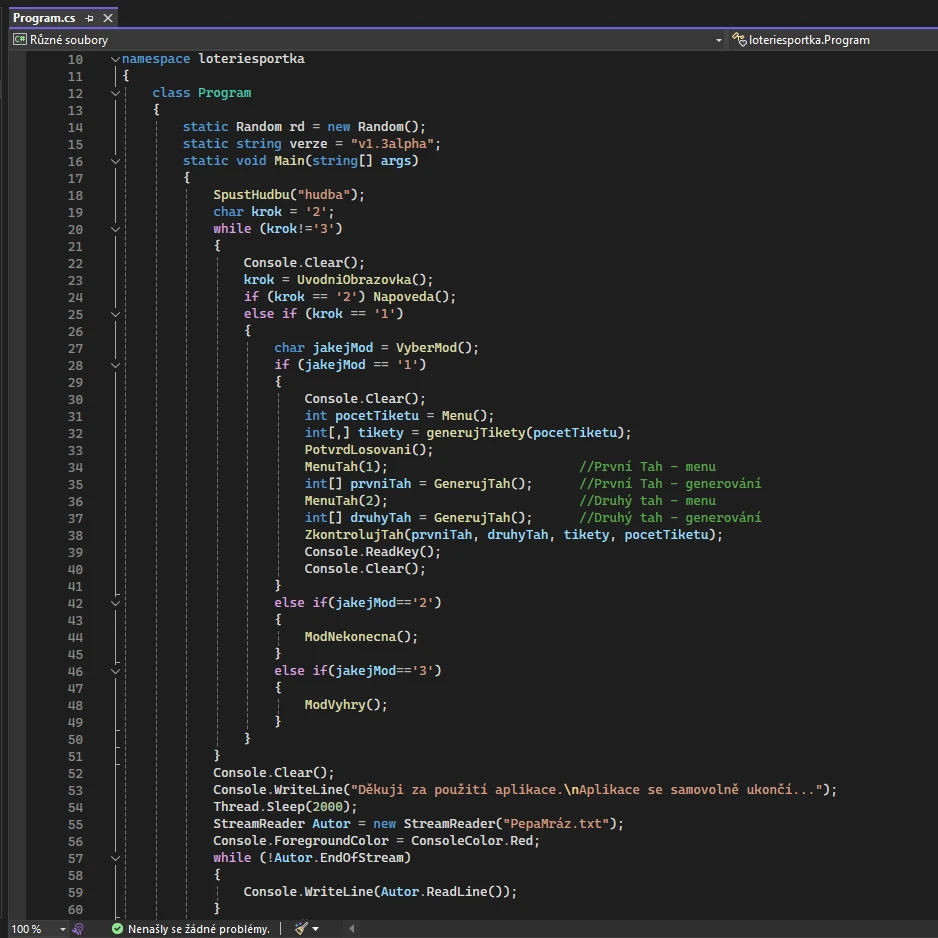 Program.cs
Různé soubory loteriesportka.Program
10 namespace loteriesportka
11 {
12 class Program
13 {
14 static Random rd = new Random();
15 static string verze = "v1.3alpha";
16 static void Main(string[] args)
17 {
18 SpustHudbu("hudba");
19 char krok = '2';
20 while (krok!='3')
21 {
22 Console.Clear();
23 krok = UvodniObrazovka();
24 if (krok == '2') Napoveda();
25 else if (krok == '1')
26 {
27 char jakejMod = VyberMod();
28 if (jakejMod == '1')
29 {
30 Console.Clear();
31 int pocetTiketu = Menu();
32 int[,] tikety = generujTikety(pocetTiketu);
33 PotvrdLosovani();
34 MenuTah(1); //První Tah - menu
35 int[] prvniTah = GenerujTah(); //První Tah - generování
36 MenuTah(2); //Druhý tah - menu
37 int[] druhyTah = GenerujTah(); //Druhý tah - generování
38 ZkontrolujTah(prvniTah, druhyTah, tikety, pocetTiketu);
39 Console.ReadKey();
40 Console.Clear();
41 }
42 else if(jakejMod=='2')
43 {
44 ModNekonecna();
45 }
46 else if(jakejMod=='3')
47 {
48 ModVyhry();
49 }
50 }
51 }
52 Console.Clear();
53 Console.WriteLine("Děkuji za použití aplikace.\nAplikace se samovolně ukončí...");
54 Thread.Sleep(2000);
55 StreamReader Autor = new StreamReader("PepaMráz.txt");
56 Console.ForegroundColor = ConsoleColor.Red;
57 while (!Autor.EndOfStream)
58 {
59 Console.WriteLine(Autor.ReadLine());
60 }
100 % Nenašly se žádné problémy.